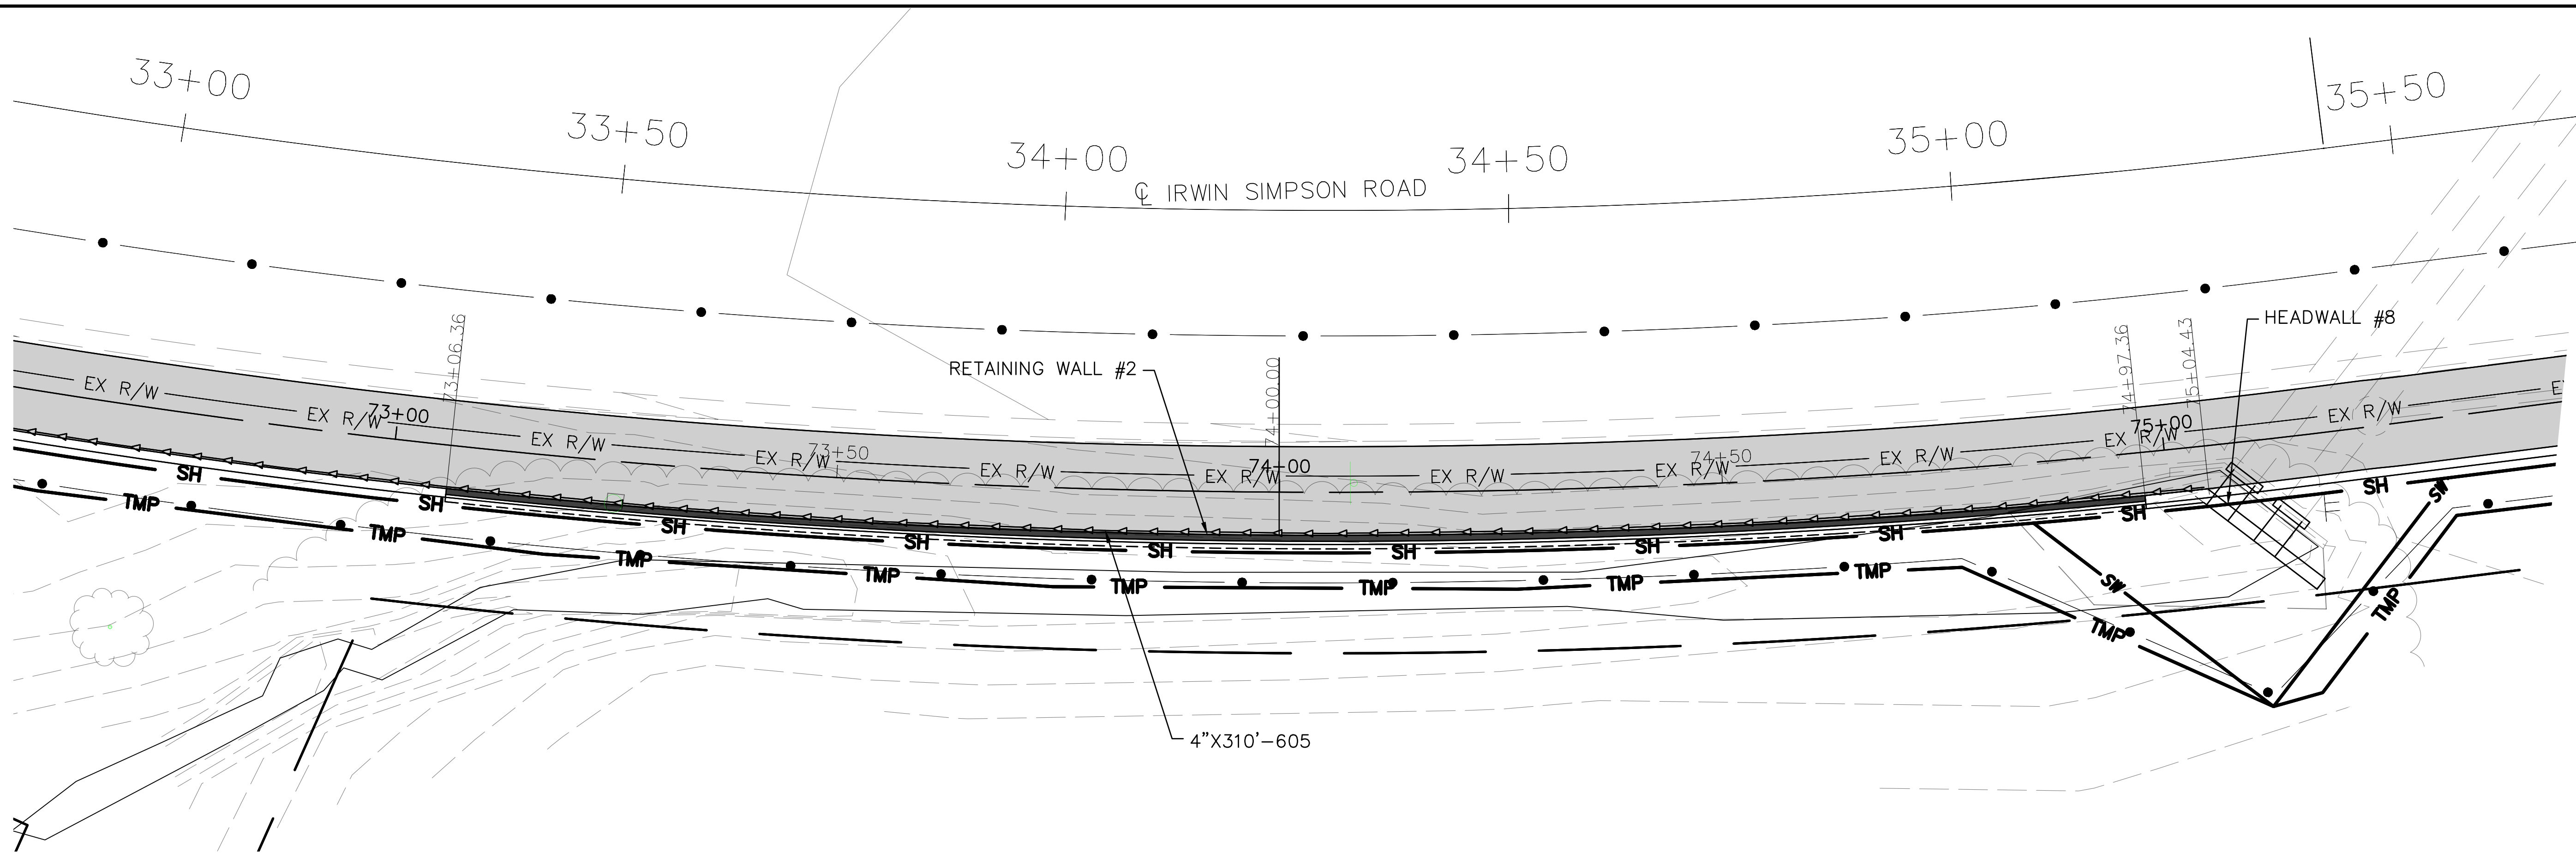 33+00
33+50
34+00
34+50
35+00
35+50
℄ IRWIN SIMPSON ROAD
HEADWALL #8
RETAINING WALL #2
73+06.36
74+00.00
74+97.36
75+04.43
EX R/W
EX R/W
EX R/W
EX R/W
EX R/W
EX R/W
EX R/W
EX R/W
EX R/W
EX R/W
EX R/W
E
73+00
73+50
74+00
74+50
75+00
SH
SH
SH
SH
SH
SH
SH
SH
SH
SH
SW
SW
TMP
TMP
TMP
TMP
TMP
TMP
TMP
TMP
TMP
TMP
4"X310'-605